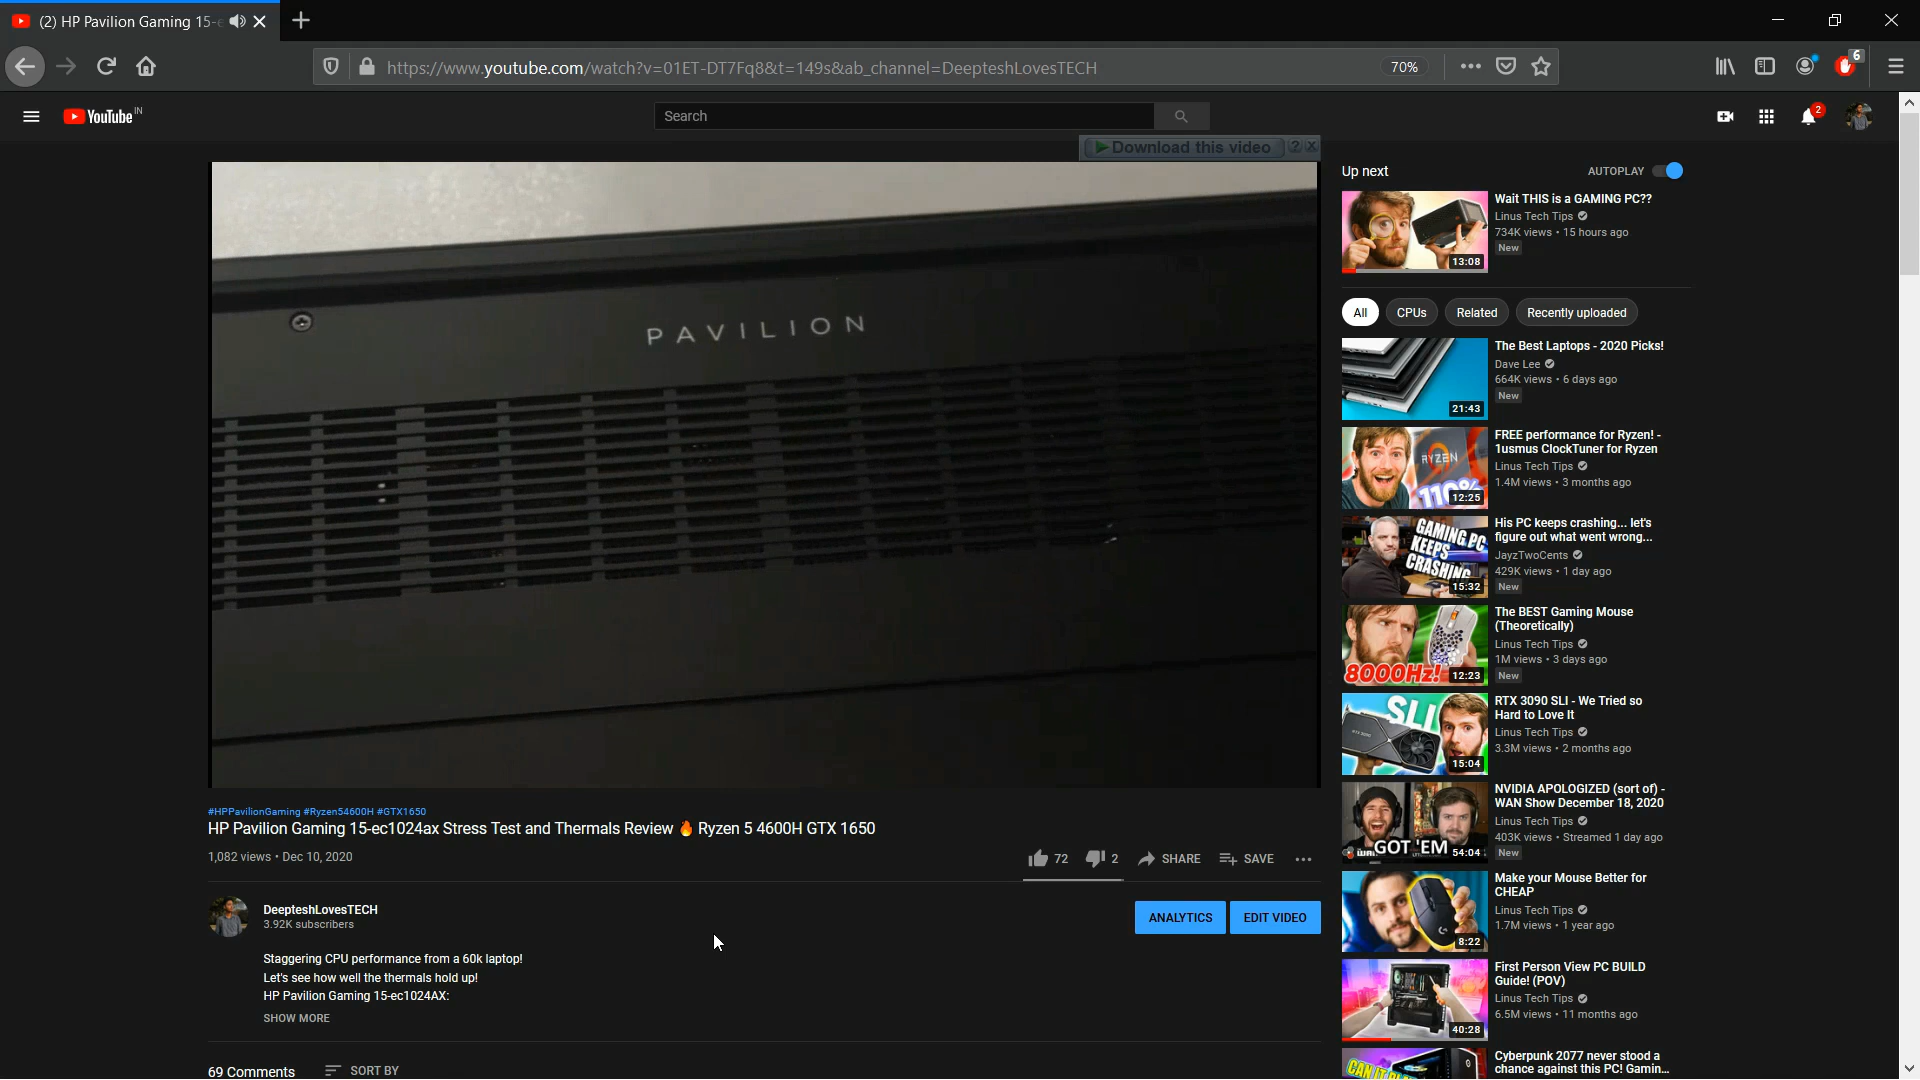 (2) HP Pavilion Gaming 15-e
https://www.youtube.com/watch?v=01ET-DT7Fq8&t=149s&ab_channel=DeepteshLovesTECH
70%
6
YouTube IN
Search
2
Download this video ? X
PAVILION
#HPPavilionGaming #Ryzen54600H #GTX1650
HP Pavilion Gaming 15-ec1024ax Stress Test and Thermals Review 🔥 Ryzen 5 4600H GTX 1650
1,082 views • Dec 10, 2020
72
2
SHARE
SAVE
DeepteshLovesTECH
3.92K subscribers
ANALYTICS
EDIT VIDEO
Staggering CPU performance from a 60k laptop!
Let's see how well the thermals hold up!
HP Pavilion Gaming 15-ec1024AX:
SHOW MORE
69 Comments
SORT BY
Up next
AUTOPLAY
13:08
Wait THIS is a GAMING PC??
Linus Tech Tips
734K views • 15 hours ago
New
All
CPUs
Related
Recently uploaded
21:43
The Best Laptops - 2020 Picks!
Dave Lee
664K views • 6 days ago
New
RYZEN
110%
12:25
FREE performance for Ryzen! -
1usmus ClockTuner for Ryzen
Linus Tech Tips
1.4M views • 3 months ago
GAMING PC
KEEPS
CRASHING
15:32
His PC keeps crashing... let's
figure out what went wrong...
JayzTwoCents
429K views • 1 day ago
New
8000Hz!
12:23
The BEST Gaming Mouse
(Theoretically)
Linus Tech Tips
1M views • 3 days ago
New
SLI
15:04
RTX 3090 SLI - We Tried so
Hard to Love It
Linus Tech Tips
3.3M views • 2 months ago
GOT 'EM
54:04
NVIDIA APOLOGIZED (sort of) -
WAN Show December 18, 2020
Linus Tech Tips
403K views • Streamed 1 day ago
New
8:22
Make your Mouse Better for
CHEAP
Linus Tech Tips
1.7M views • 1 year ago
40:28
First Person View PC BUILD
Guide! (POV)
Linus Tech Tips
6.5M views • 11 months ago
Cyberpunk 2077 never stood a
chance against this PC! Gamin...